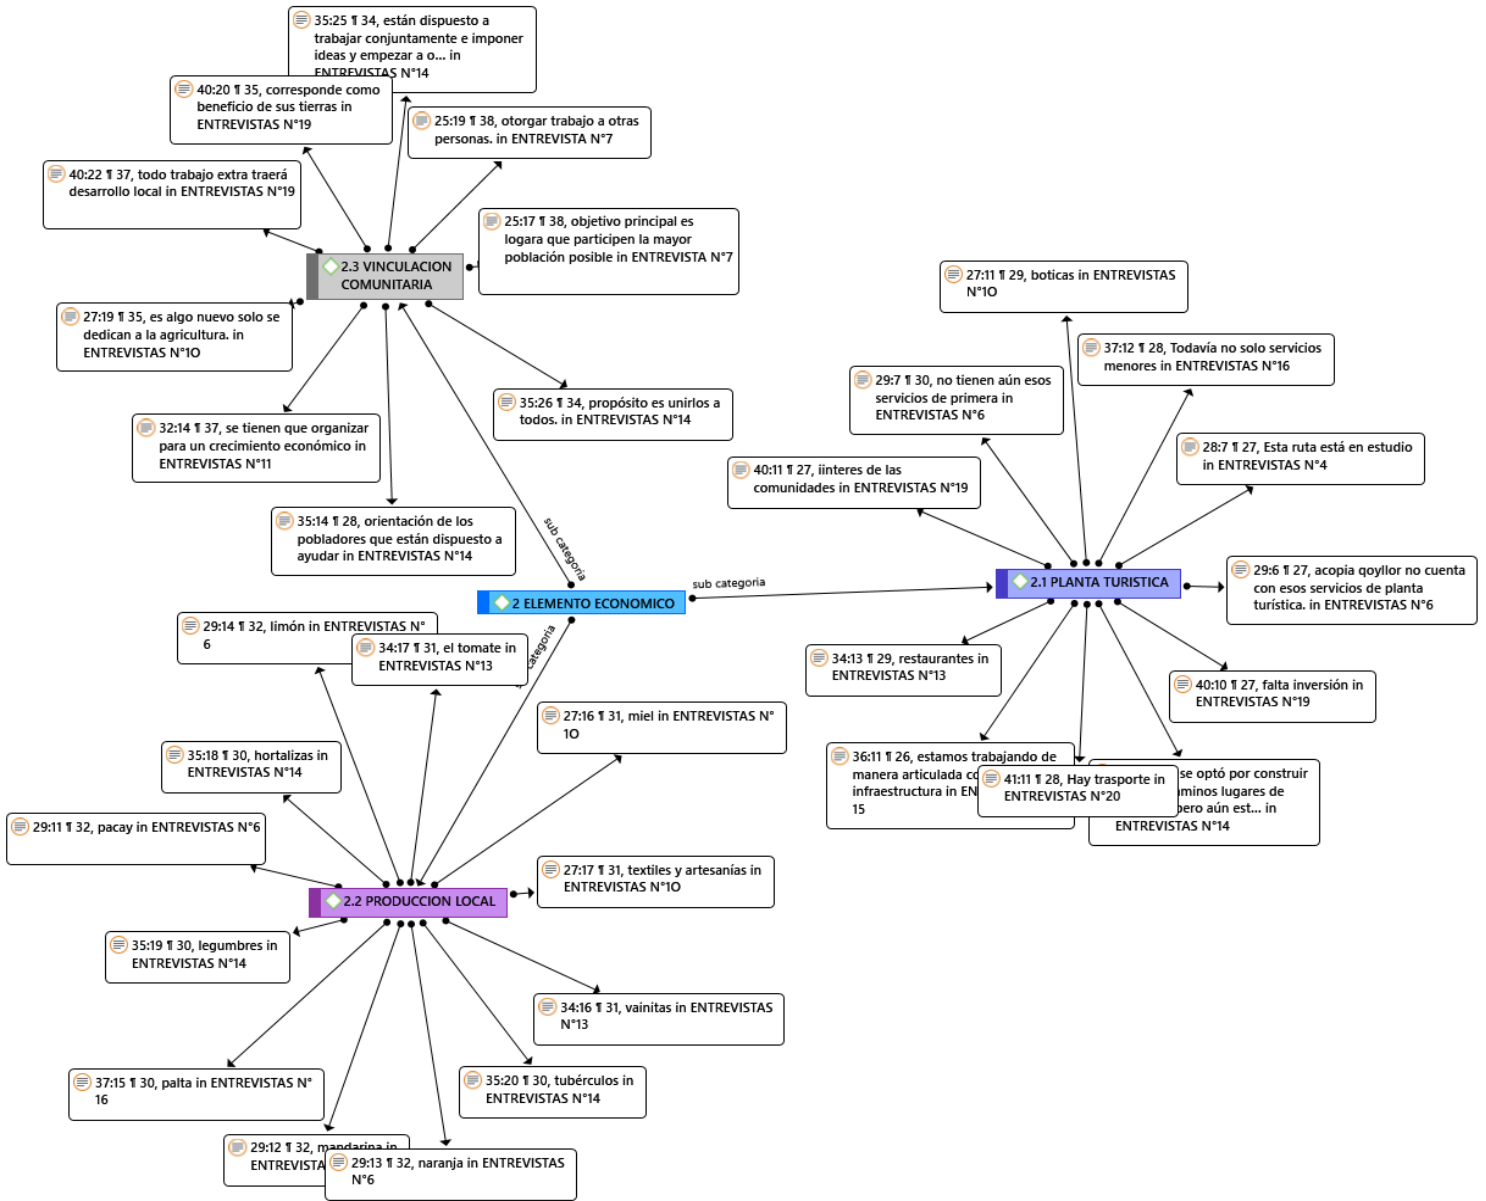 35:25 ¶ 34, están dispuesto a
trabajar conjuntamente e imponer
ideas y empezar a o... in
ENTREVISTAS N°14
40:20 ¶ 35, corresponde como
beneficio de sus tierras in
ENTREVISTAS N°19
25:19 ¶ 38, otorgar trabajo a otras
personas. in ENTREVISTA N°7
40:22 ¶ 37, todo trabajo extra traerá
desarrollo local in ENTREVISTAS N°19
25:17 ¶ 38, objetivo principal es
logara que participen la mayor
población posible in ENTREVISTA N°7
2.3 VINCULACION
COMUNITARIA
27:19 ¶ 35, es algo nuevo solo se
dedican a la agricultura. in
ENTREVISTAS N°1O
35:26 ¶ 34, propósito es unirlos a
todos. in ENTREVISTAS N°14
32:14 ¶ 37, se tienen que organizar
para un crecimiento económico in
ENTREVISTAS N°11
35:14 ¶ 28, orientación de los
pobladores que están dispuesto a
ayudar in ENTREVISTAS N°14
sub categoria
2 ELEMENTO ECONOMICO
sub categoria
categoria
27:11 ¶ 29, boticas in ENTREVISTAS
N°1O
37:12 ¶ 28, Todavía no solo servicios
menores in ENTREVISTAS N°16
29:7 ¶ 30, no tienen aún esos
servicios de primera in
ENTREVISTAS N°6
28:7 ¶ 27, Esta ruta está en estudio
in ENTREVISTAS N°4
40:11 ¶ 27, iinteres de las
comunidades in ENTREVISTAS N°19
2.1 PLANTA TURISTICA
29:6 ¶ 27, acopia qoyllor no cuenta
con esos servicios de planta
turística. in ENTREVISTAS N°6
34:13 ¶ 29, restaurantes in
ENTREVISTAS N°13
40:10 ¶ 27, falta inversión in
ENTREVISTAS N°19
36:11 ¶ 26, estamos trabajando de
manera articulada
infraestructura in
15
41:11 ¶ 28, Hay trasporte in
ENTREVISTAS N°20
se optó por construir
lugares de
pero aún est... in
ENTREVISTAS N°14
29:14 ¶ 32, limón in ENTREVISTAS N°
6
34:17 ¶ 31, el tomate in
ENTREVISTAS N°13
27:16 ¶ 31, miel in ENTREVISTAS N°
1O
35:18 ¶ 30, hortalizas in
ENTREVISTAS N°14
29:11 ¶ 32, pacay in ENTREVISTAS N°6
27:17 ¶ 31, textiles y artesanías in
ENTREVISTAS N°1O
2.2 PRODUCCION LOCAL
35:19 ¶ 30, legumbres in
ENTREVISTAS N°14
34:16 ¶ 31, vainitas in ENTREVISTAS
N°13
37:15 ¶ 30, palta in ENTREVISTAS N°
16
35:20 ¶ 30, tubérculos in
ENTREVISTAS N°14
29:12 ¶ 32, mandarina in
29:13 ¶ 32, naranja in ENTREVISTAS
N°6